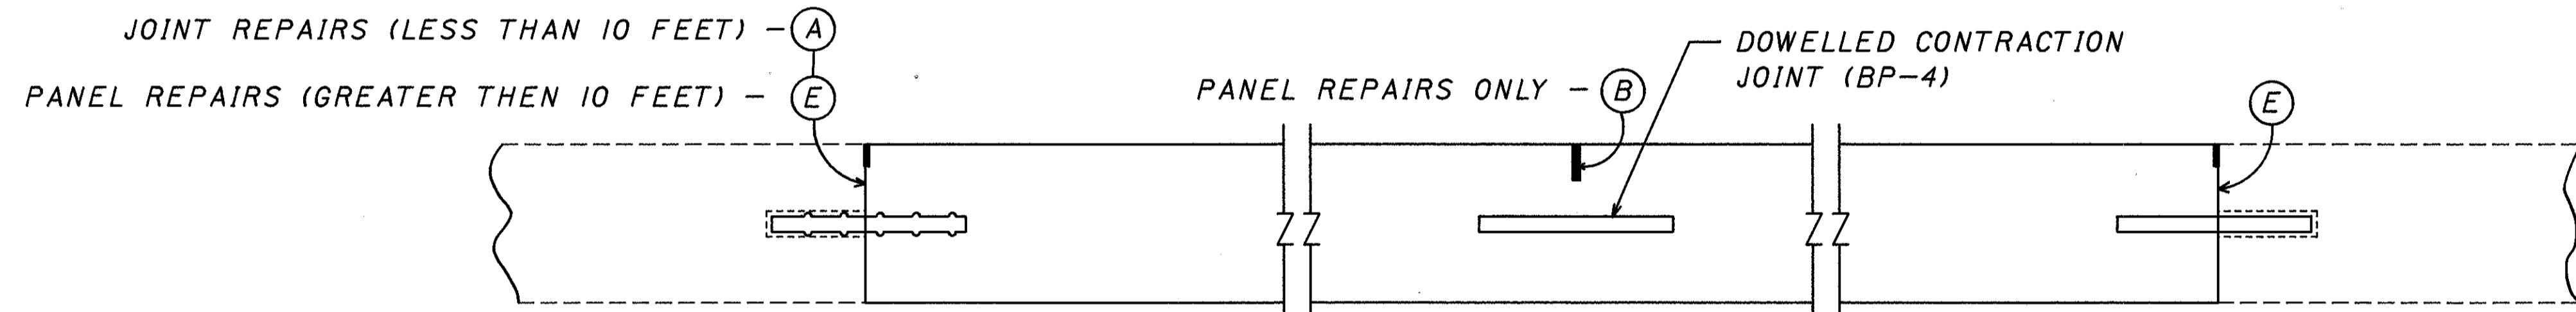 JOINT REPAIRS (LESS THAN 10 FEET) - A
PANEL REPAIRS (GREATER THEN 10 FEET) - E
PANEL REPAIRS ONLY - B
DOWELLED CONTRACTION
JOINT (BP-4)
E